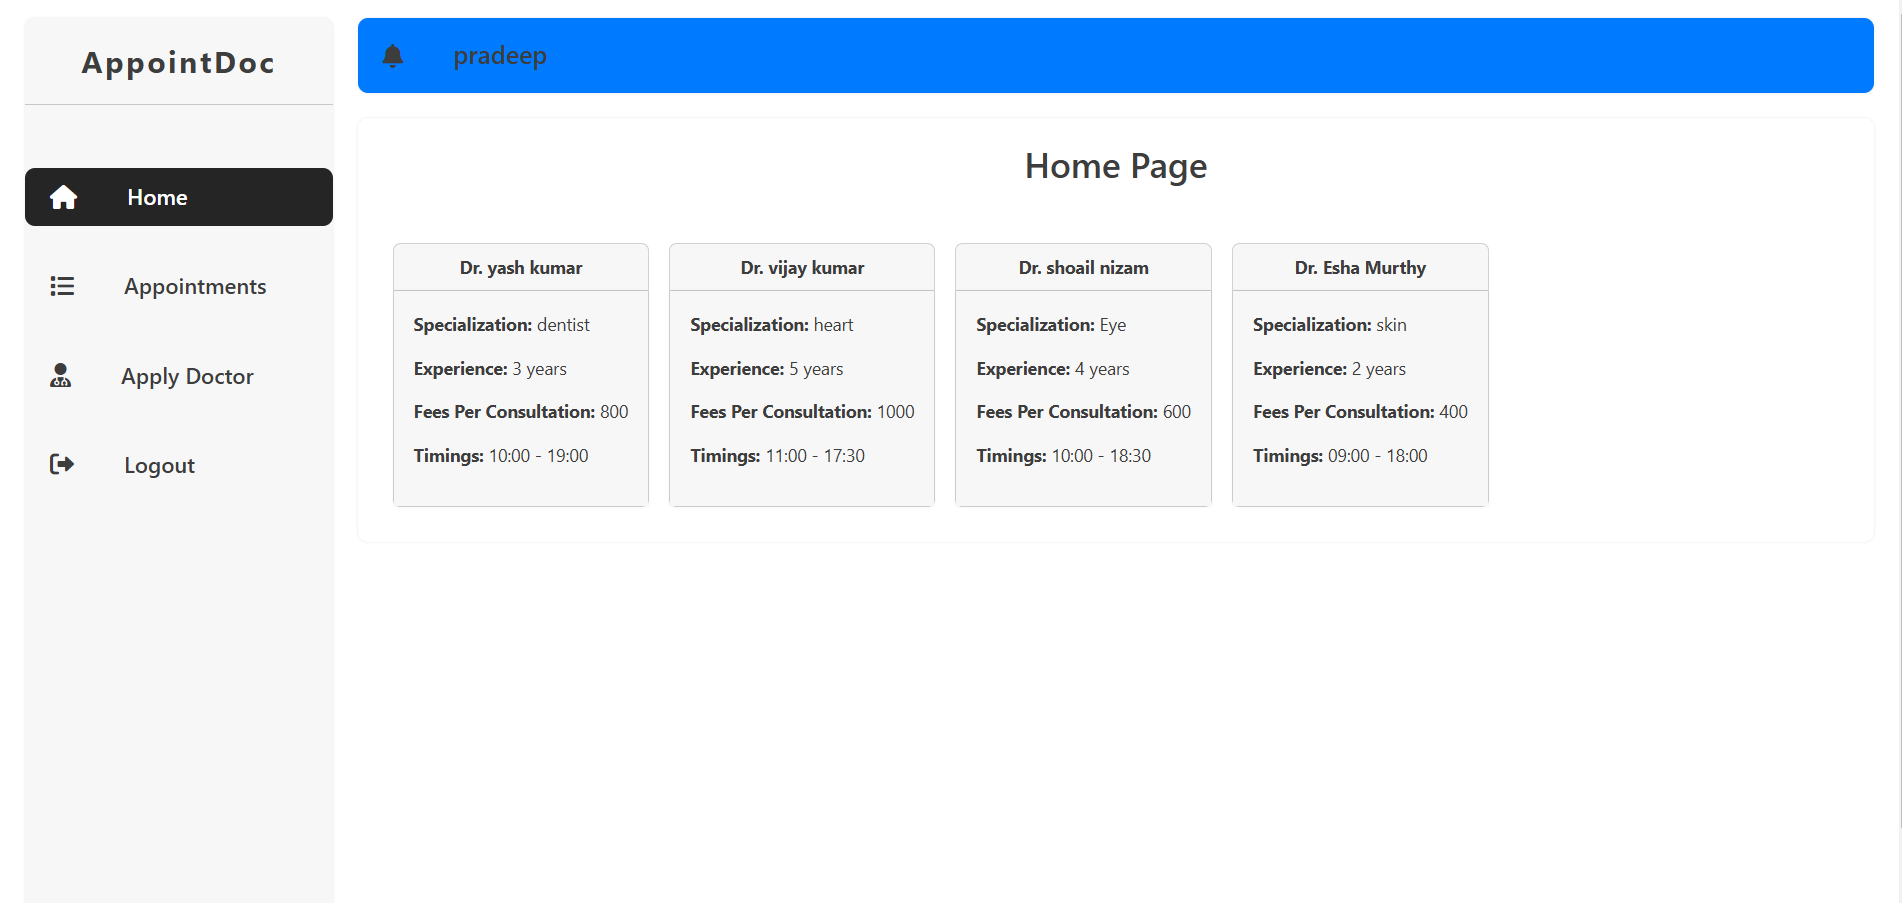 AppointDoc
Home
Appointments
Apply Doctor
Logout
pradeep
Home Page
Dr. yash kumar
Specialization: dentist
Experience: 3 years
Fees Per Consultation: 800
Timings: 10:00 - 19:00
Dr. vijay kumar
Specialization: heart
Experience: 5 years
Fees Per Consultation: 1000
Timings: 11:00 - 17:30
Dr. shoail nizam
Specialization: Eye
Experience: 4 years
Fees Per Consultation: 600
Timings: 10:00 - 18:30
Dr. Esha Murthy
Specialization: skin
Experience: 2 years
Fees Per Consultation: 400
Timings: 09:00 - 18:00